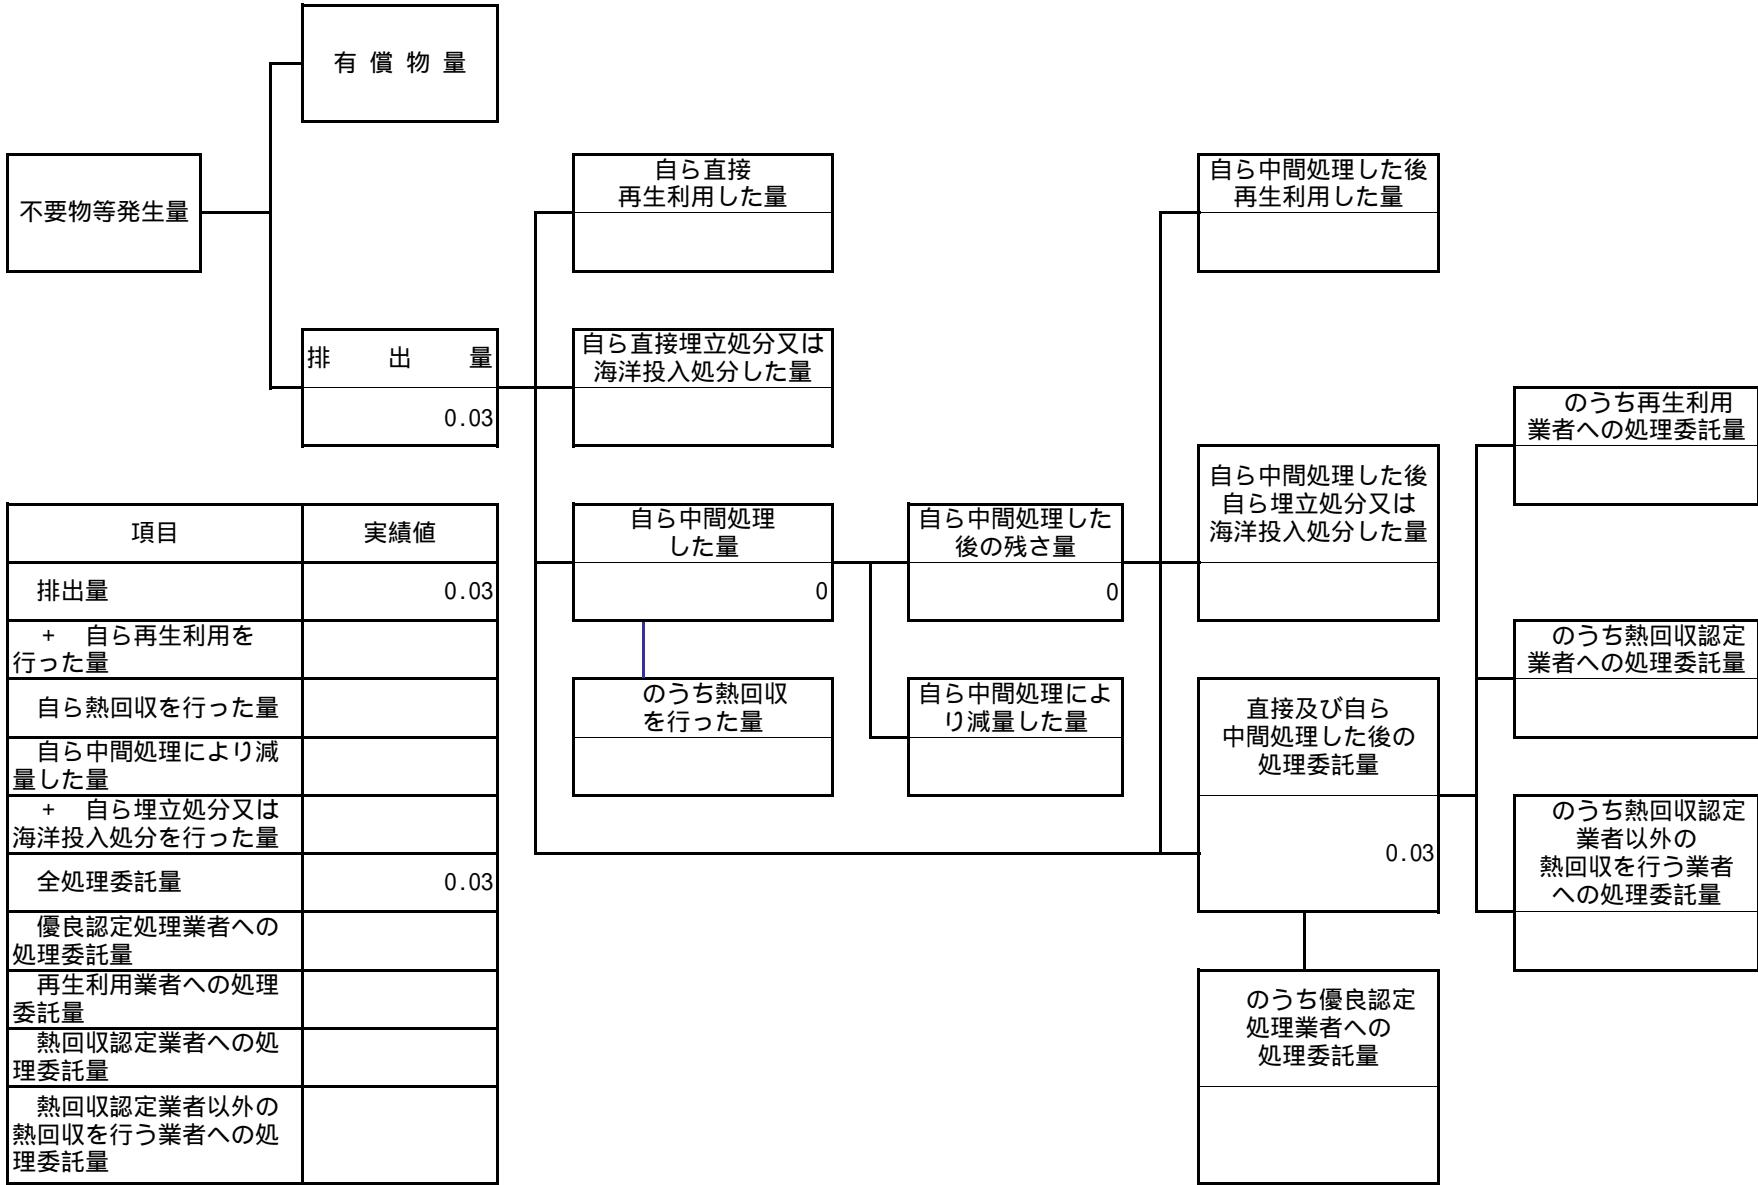 有 償 物 量
不要物等発生量
自ら直接
再生利用した量
自ら中間処理した後
再生利用した量
排 出 量
0.03
自ら直接埋立処分又は
海洋投入処分した量
のうち再生利用
業者への処理委託量
自ら中間処理
した量
0
自ら中間処理した
後の残さ量
0
自ら中間処理した後
自ら埋立処分又は
海洋投入処分した量
のうち熱回収認定
業者への処理委託量
のうち熱回収
を行った量
自ら中間処理によ
り減量した量
直接及び自ら
中間処理した後の
処理委託量
0.03
のうち熱回収認定
業者以外の
熱回収を行う業者
への処理委託量
のうち優良認定
処理業者への
処理委託量
項目 実績値
排出量 0.03
+ 自ら再生利用を
行った量
自ら熱回収を行った量
自ら中間処理により減
量した量
+ 自ら埋立処分又は
海洋投入処分を行った量
全処理委託量 0.03
優良認定処理業者への
処理委託量
再生利用業者への処理
委託量
熱回収認定業者への処
理委託量
熱回収認定業者以外の
熱回収を行う業者への処
理委託量